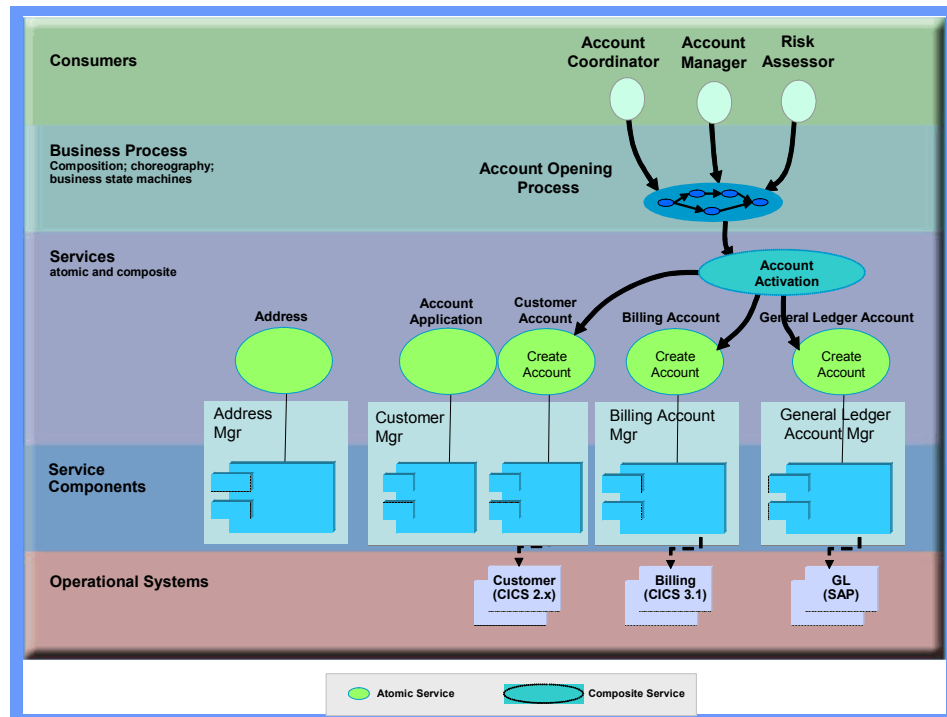 Consumers
Account
Coordinator
Account
Manager
Risk
Assessor
Business Process
Composition; choreography;
business state machines
Account Opening
Process
Services
atomic and composite
Account
Activation
Address
Account
Application
Customer
Account
Billing Account
General Ledger Account
Create
Account
Create
Account
Create
Account
Address
Mgr
Customer
Mgr
Billing Account
Mgr
General Ledger
Account Mgr
Service
Components
Operational Systems
Customer
(CICS 2.x)
Billing
(CICS 3.1)
GL
(SAP)
Atomic Service
Composite Service